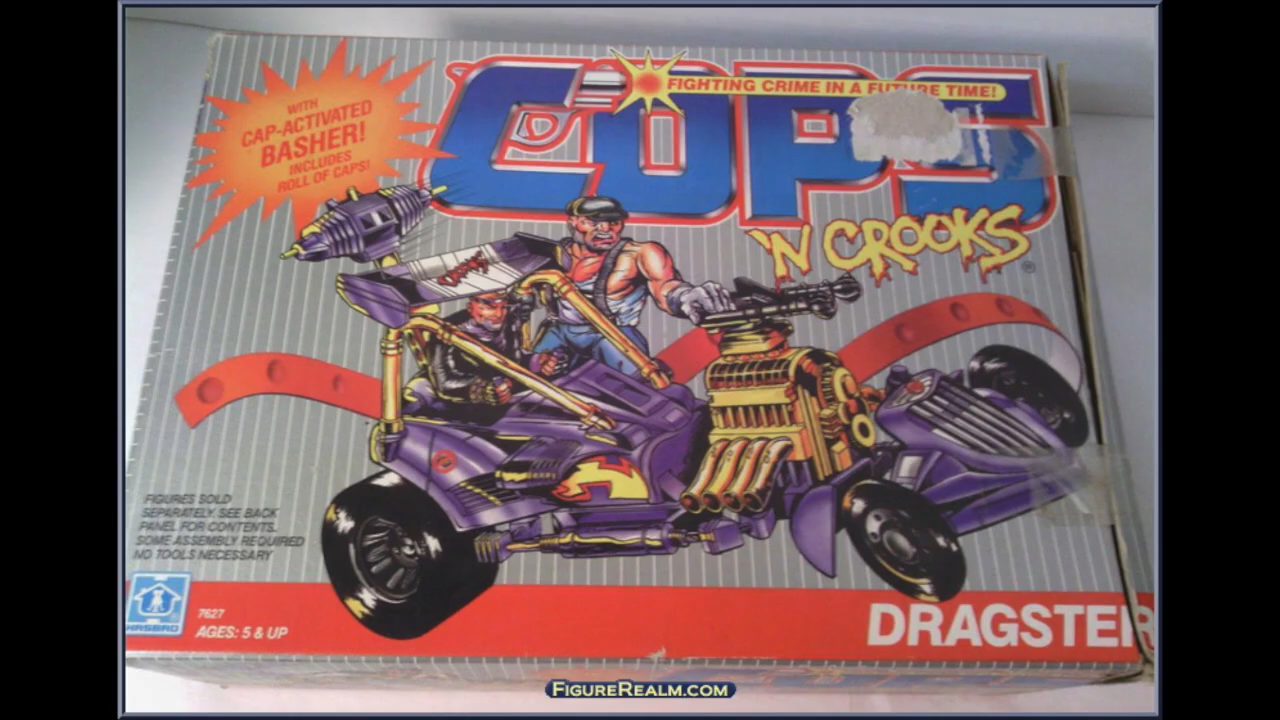 WITH
CAP-ACTIVATED
BASHER!
INCLUDES
ROLL OF CAPS!
FIGHTING CRIME IN A FUTURE TIME!
COPS
'N CROOKS
®
CROOKS
FIGURES SOLD
SEPARATELY. SEE BACK
PANEL FOR CONTENTS.
SOME ASSEMBLY REQUIRED
NO TOOLS NECESSARY
HASBRO
7627
AGES: 5 & UP
DRAGSTER
FIGUREREALM.COM